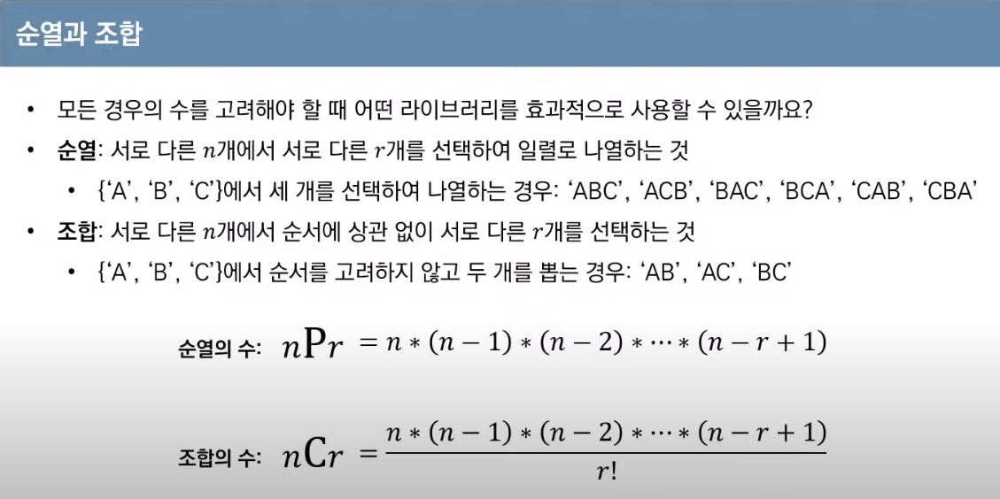 순열과 조합
• 모든 경우의 수를 고려해야 할 때 어떤 라이브러리를 효과적으로 사용할 수 있을까요?
• 순열: 서로 다른 n개에서 서로 다른 r개를 선택하여 일렬로 나열하는 것
• {‘A’, ‘B’, ‘C’}에서 세 개를 선택하여 나열하는 경우: ‘ABC’, ‘ACB’, ‘BAC’, ‘BCA’, ‘CAB’, ‘CBA’
• 조합: 서로 다른 n개에서 순서에 상관 없이 서로 다른 r개를 선택하는 것
• {‘A’, ‘B’, ‘C’}에서 순서를 고려하지 않고 두 개를 뽑는 경우: ‘AB’, ‘AC’, ‘BC’
순열의 수: nPr = n * (n − 1) * (n − 2) * ⋯ * (n − r + 1)
n * (n − 1) * (n − 2) * ⋯ * (n − r + 1)
조합의 수: nCr =
r!